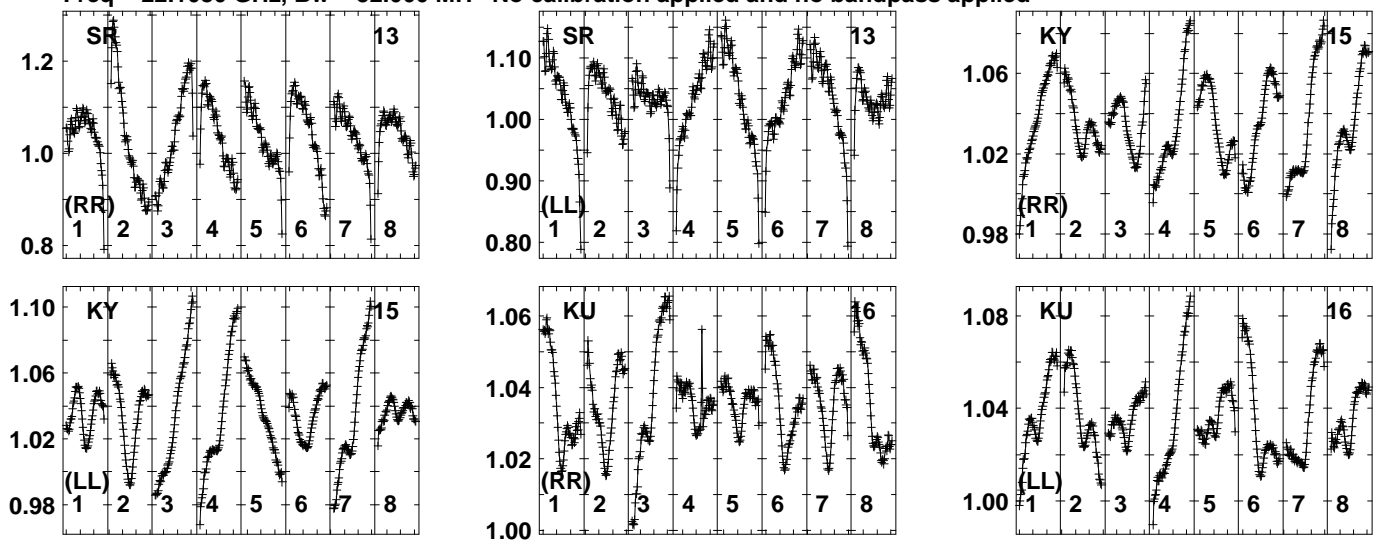 Freq = GHz, Bw = 32.000 MH No calibration applied and no bandpass applied
SR 13
1.2
1.0
0.8
(RR)
1 2 3 4 5 6 7 8
SR 13
1.10
1.00
0.90
0.80
(LL)
1 2 3 4 5 6 7 8
KY 15
1.06
1.02
0.98
(RR)
1 2 3 4 5 6 7 8
KY 15
1.10
1.06
1.02
0.98
(LL)
1 2 3 4 5 6 7 8
KU 16
1.06
1.04
1.02
1.00
(RR)
1 2 3 4 5 6 7 8
KU 16
1.08
1.04
1.00
(LL)
1 2 3 4 5 6 7 8